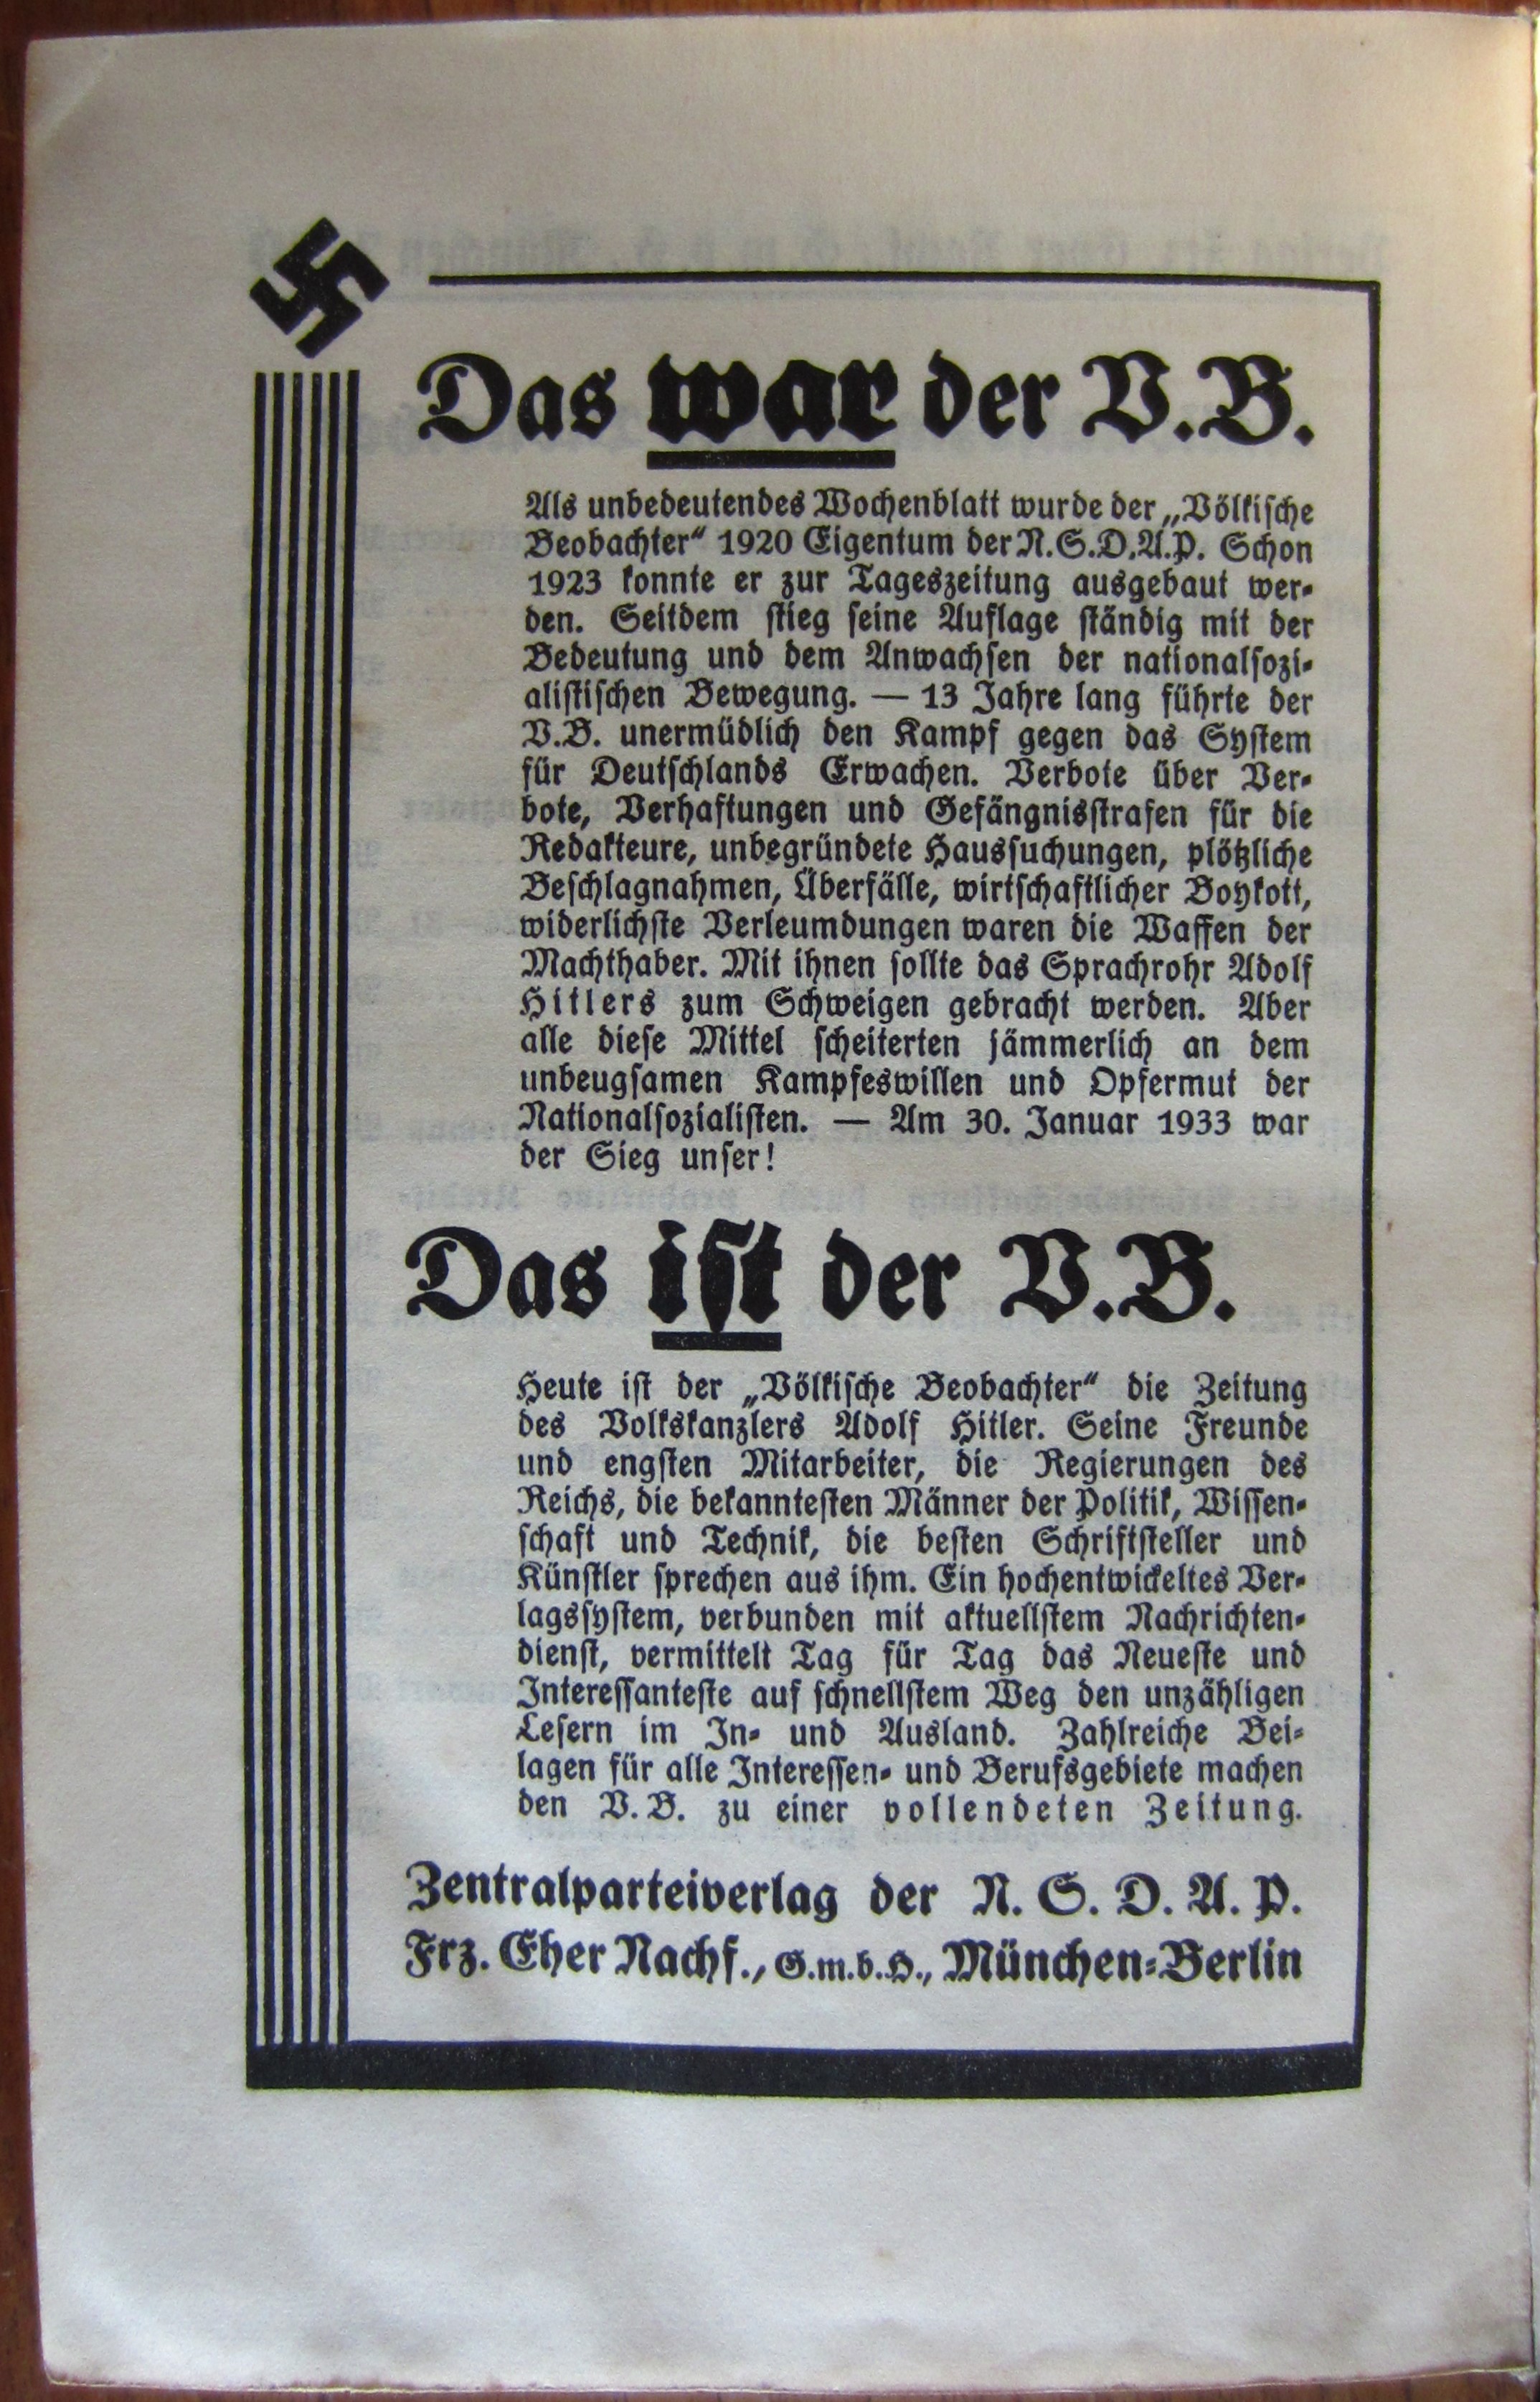 Das war der V.B.
Als unbedeutendes Wochenblatt wurde der „Völkische
Beobachter“ 1920 Eigentum der N.S.D.A.P. Schon
1923 konnte er zur Tageszeitung ausgebaut wer-
den. Seitdem stieg seine Auflage ständig mit der
Bedeutung und dem Anwachsen der nationalsozi-
alistischen Bewegung. — 13 Jahre lang führte der
V.B. unermüdlich den Kampf gegen das System
für Deutschlands Erwachen. Verbote über Ver-
bote, Verhaftungen und Gefängnisstrafen für die
Redakteure, unbegründete Haussuchungen, plötzliche
Beschlagnahmen, Überfälle, wirtschaftlicher Boykott,
widerlichste Verleumdungen waren die Waffen der
Machthaber. Mit ihnen sollte das Sprachrohr Adolf
Hitlers zum Schweigen gebracht werden. Aber
alle diese Mittel scheiterten jämmerlich an dem
unbeugsamen Kampfeswillen und Opfermut der
Nationalsozialisten. — Am 30. Januar 1933 war
der Sieg unser!
Das ist der V.B.
Heute ist der „Völkische Beobachter“ die Zeitung
des Volkskanzlers Adolf Hitler. Seine Freunde
und engsten Mitarbeiter, die Regierungen des
Reichs, die bekanntesten Männer der Politik, Wissen-
schaft und Technik, die besten Schriftsteller und
Künstler sprechen aus ihm. Ein hochentwickeltes Ver-
lagssystem, verbunden mit aktuellstem Nachrichten-
dienst, vermittelt Tag für Tag das Neueste und
Interessanteste auf schnellstem Weg den unzähligen
Lesern im In- und Ausland. Zahlreiche Bei-
lagen für alle Interessen- und Berufsgebiete machen
den V.B. zu einer vollendeten Zeitung.
Zentralparteiverlag der N. S. D. A. P.
Frz. Eher Nachf., G.m.b.H., München-Berlin